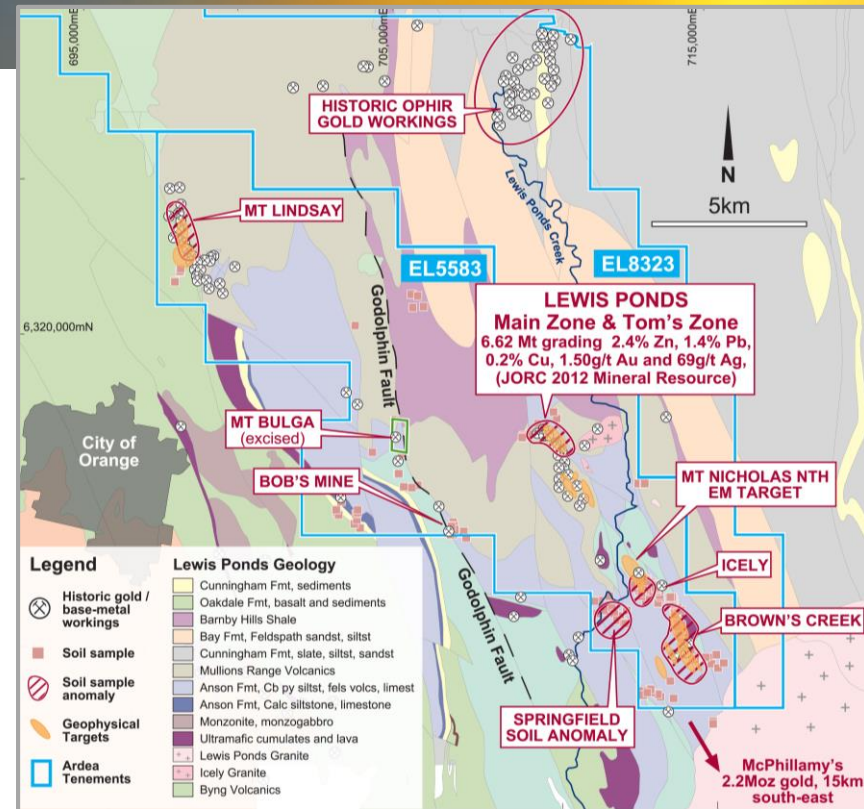 695,000mE
705,000mE
715,000mE
HISTORIC OPHIR
GOLD WORKINGS
N
5km
Lewis Ponds Creek
MT LINDSAY
EL5583
EL8323
Godolphin Fault
LEWIS PONDS
Main Zone & Tom's Zone
6.62 Mt grading 2.4% Zn, 1.4% Pb,
0.2% Cu, 1.50g/t Au and 69g/t Ag,
(JORC 2012 Mineral Resource)
6,320,000mN
City of
Orange
MT BULGA
(excised)
BOB'S MINE
MT NICHOLAS NTH
EM TARGET
ICELY
BROWN'S CREEK
Godolphin Fault
SPRINGFIELD
SOIL ANOMALY
McPhillamy's
2.2Moz gold, 15km
south-east
Legend
Historic gold /
base-metal
workings
Soil sample
Soil sample
anomaly
Geophysical
Targets
Ardea
Tenements
Lewis Ponds Geology
Cunningham Fmt, sediments
Oakdale Fmt, basalt and sediments
Barnby Hills Shale
Bay Fmt, Feldspath sandst, siltst
Cunningham Fmt, slate, siltst, sandst
Mullions Range Volcanics
Anson Fmt, Cb py siltst, fels volcs, limest
Anson Fmt, Calc siltstone, limestone
Monzonite, monzogabbro
Ultramafic cumulates and lava
Lewis Ponds Granite
Icely Granite
Byng Volcanics